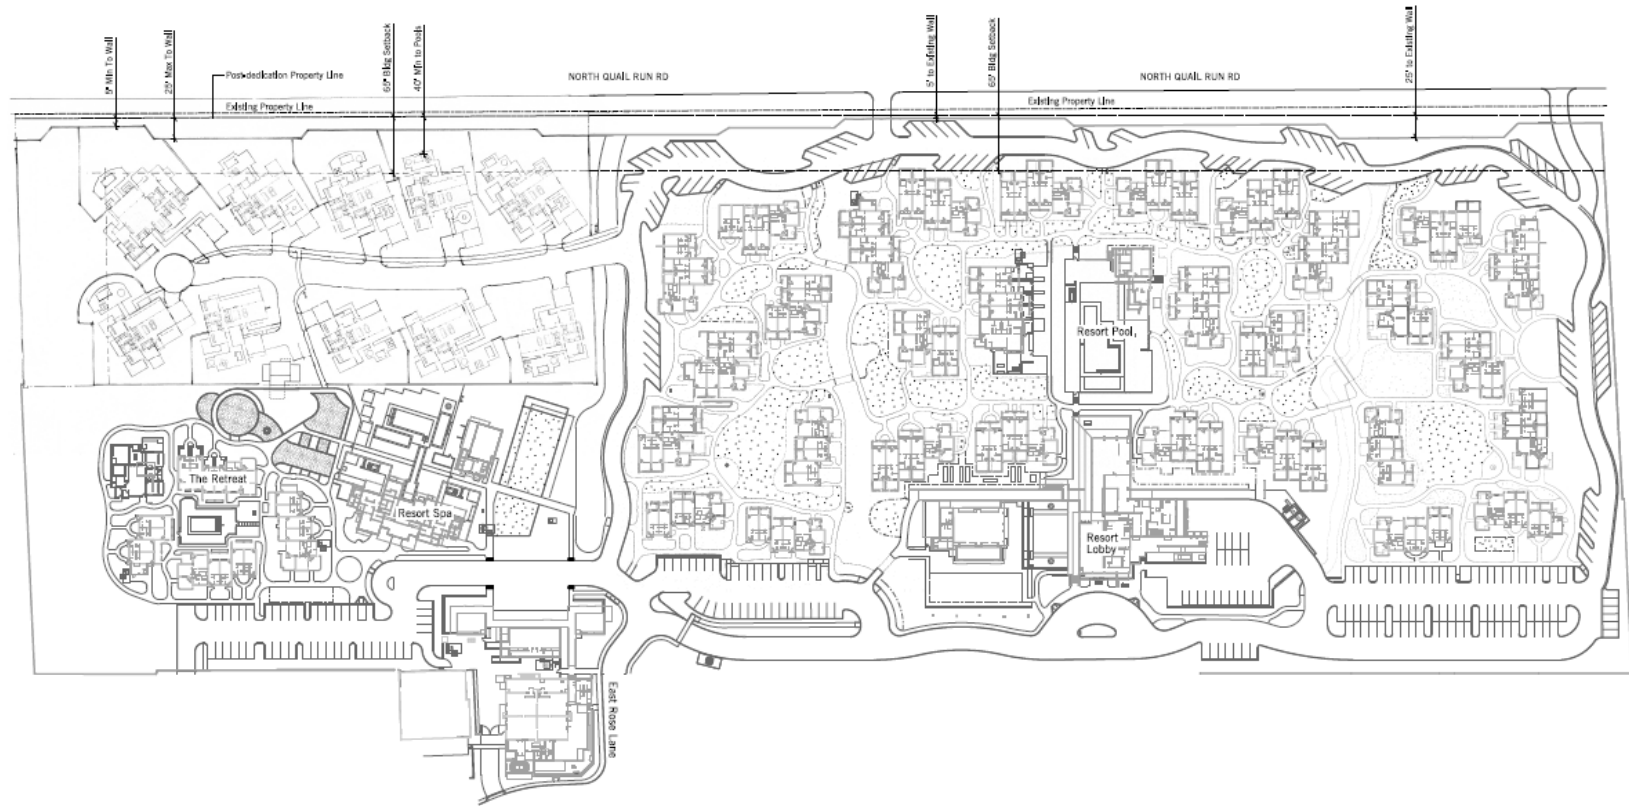 5' Min To Wall
25' Max To Wall
65' Bldg Setback
40' Min to Pools
5' to Existing Wall
65' Bldg Setback
25' to Existing Wall
Post-dedication Property Line
NORTH QUAIL RUN RD
NORTH QUAIL RUN RD
Existing Property Line
Existing Property Line
Resort Pool
The Retreat
Resort Spa
Resort
Lobby
East Rose Lane